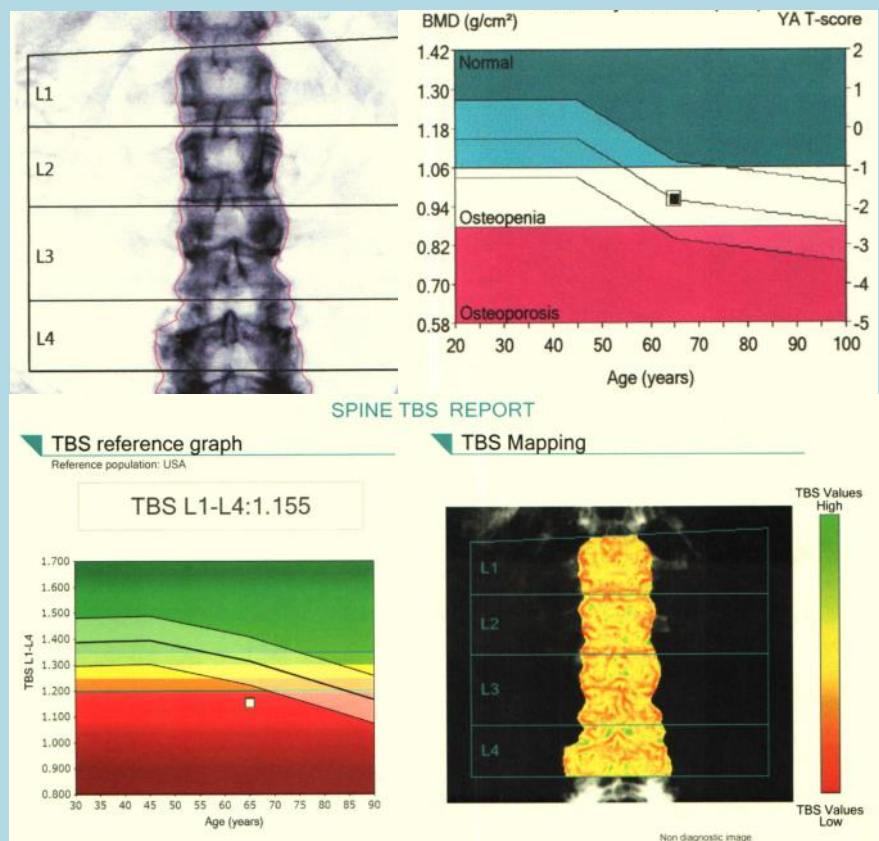 L1
L2
L3
L4
BMD (g/cm²) YA T-score
1.42
1.30
1.18
1.06
0.94
0.82
0.70
0.58
Normal
Osteopenia
Osteoporosis
2
1
0
-1
-2
-3
-4
-5
20 30 40 50 60 70 80 90 100
Age (years)
SPINE TBS REPORT
TBS reference graph
Reference population: USA
TBS L1-L4:1.155
TBS L1-L4
1.700
1.600
1.500
1.400
1.300
1.200
1.100
1.000
0.900
0.800
30 35 40 45 50 55 60 65 70 75 80 85 90
Age (years)
TBS Mapping
L1
L2
L3
L4
TBS Values
High
TBS Values
Low
Non diagnostic image